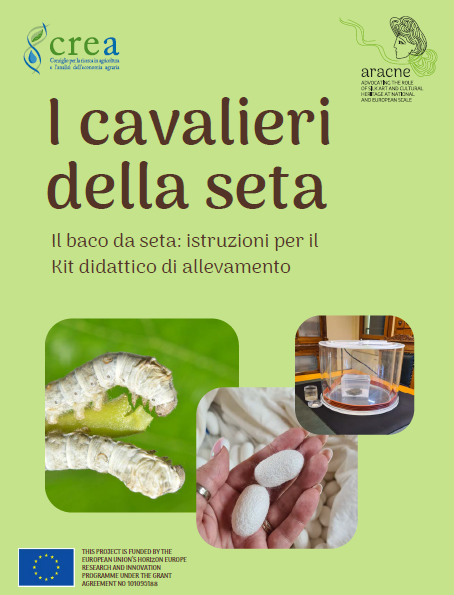 crea
Consiglio per la ricerca in agricoltura
e l'analisi dell'economia agraria
aracne
ADVOCATING THE ROLE
OF SILK ART AND CULTURAL
HERITAGE AT NATIONAL
AND EUROPEAN SCALE
I cavalieri
della seta
Il baco da seta: istruzioni per il
Kit didattico di allevamento
THIS PROJECT IS FUNDED BY THE
EUROPEAN UNION'S HORIZON EUROPE
RESEARCH AND INNOVATION
PROGRAMME UNDER THE GRANT
AGREEMENT NO 101095188